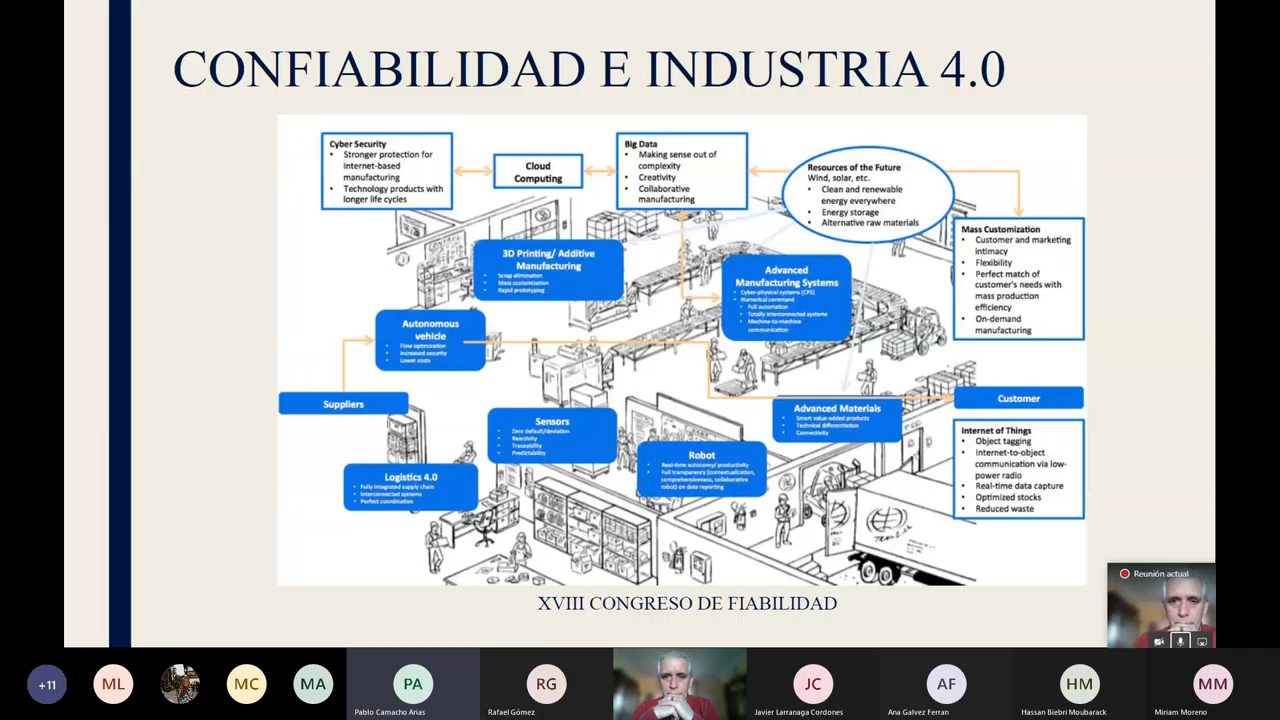 CONFIABILIDAD E INDUSTRIA 4.0
Cyber Security
• Stronger protection for
Internet-based
manufacturing
• Technology products with
longer life cycles
Cloud
Computing
Big Data
• Making sense out of
complexity
• Creativity
• Collaborative
manufacturing
Resources of the Future
Wind, solar, etc.
• Clean and renewable
energy everywhere
• Energy storage
• Alternative raw materials
Mass Customization
• Customer and marketing
intimacy
• Flexibility
• Perfect match of
customer's needs with
mass production
efficiency
• On-demand
manufacturing
3D Printing/ Additive
Manufacturing
• Scrap elimination
• Mass customization
• Rapid prototyping
Advanced
Manufacturing Systems
• Cyber-physical systems (CPS)
• Numerical command
• Full automation
• Totally interconnected systems
• Machine-to-machine
communication
Autonomous
vehicle
• Flow optimisation
• Increased security
• Lower costs
Suppliers
Customer
Advanced Materials
• Smart value-added products
• Technical differentiation
• Connectivity
Sensors
• Zero default/deviation
• Reactivity
• Traceability
• Predictability
Robot
• Real-time autonomy/ productivity
• Full transparency (contextualization,
comprehensiveness, collaborative
robot) on data reporting
Logistics 4.0
• Fully integrated supply chain
• Interconnected systems
• Perfect coordination
Internet of Things
• Object tagging
• Internet-to-object
communication via low-
power radio
• Real-time data capture
• Optimized stocks
• Reduced waste
XVIII CONGRESO DE FIABILIDAD
Reunión actual
+11
ML
MC
MA
PA
Pablo Camacho Arias
RG
Rafael Gómez
JC
Javier Larranaga Cordones
AF
Ana Galvez Ferran
HM
Hassan Biebri Moubarack
MM
Miriam Moreno